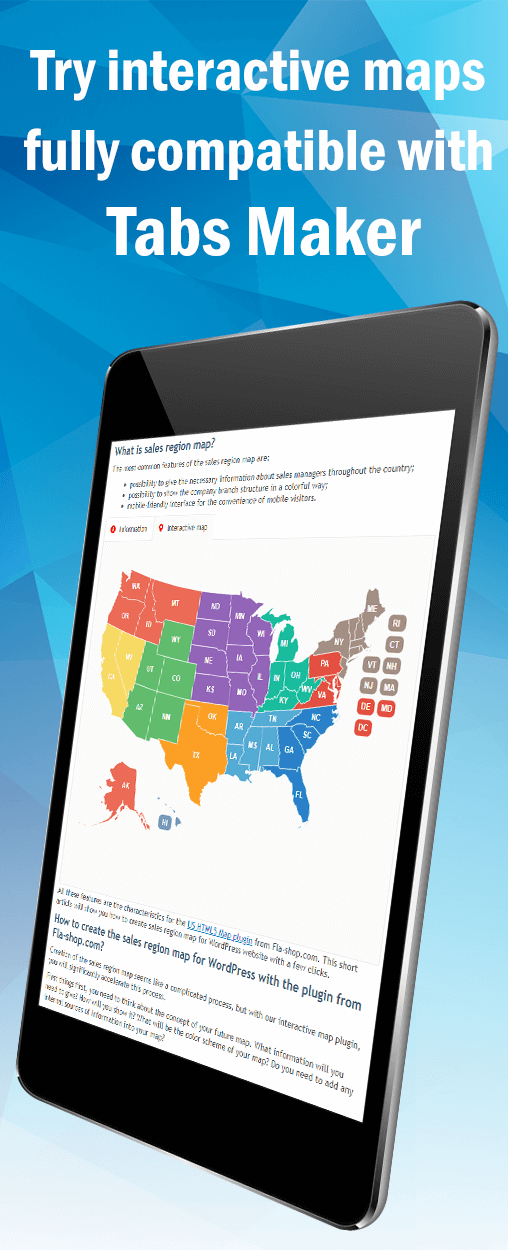 Try interactive maps
fully compatible with
Tabs Maker
What is sales region map?
The most common features of the sales region map are:
possibility to give the necessary information about sales managers throughout the country;
possibility to show the company branch structure in a colorful way;
mobile-friendly interface for the convenience of mobile visitors.
Information Interactive map
WA
MT
ND
MN
ME
RI
OR
ID
SD
WI
MI
NY
CT
WY
VT NH
NV
NE
IA
PA
NJ MA
CA
UT
CO
IL
IN
OH
WV
VA
DE MD
KS
MO
KY
DC
AZ
NM
OK
AR
TN
NC
SC
TX
LA
MS
AL
GA
FL
AK
HI
All these features are the characteristics for the US HTML5 Map plugin from Fla-shop.com. This short
article will show you how to create sales region map for WordPress website with a few clicks.
How to create the sales region map for WordPress with the plugin from
Fla-shop.com?
Creation of the sales region map seems like a complicated process, but with our interactive map plugin,
you will significantly accelerate this process.
First things first, you need to think about the concept of your future map. What information will you
need to give? How will you show it? What will be the color scheme of your map? Do you need to add any
internal sources of information into your map?